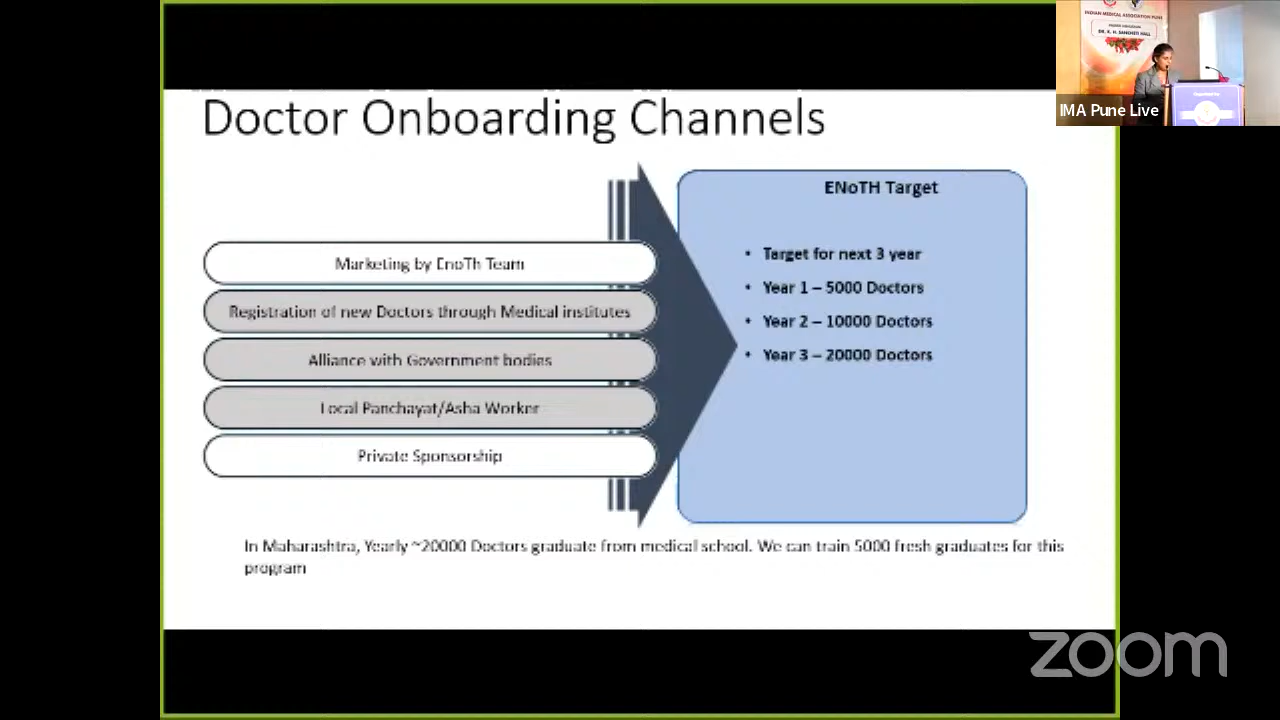 INDIAN MEDICAL ASSOCIATION PUNE
DR. K. H. SANCHETI HALL
IMA Pune Live
Doctor Onboarding Channels
Marketing by EnoTh Team
Registration of new Doctors through Medical institutes
Alliance with Government bodies
Local Panchayat/Asha Worker
Private Sponsorship
ENoTH Target
• Target for next 3 year
• Year 1 – 5000 Doctors
• Year 2 – 10000 Doctors
• Year 3 – 20000 Doctors
In Maharashtra, Yearly ~20000 Doctors graduate from medical school. We can train 5000 fresh graduates for this
program
zoom